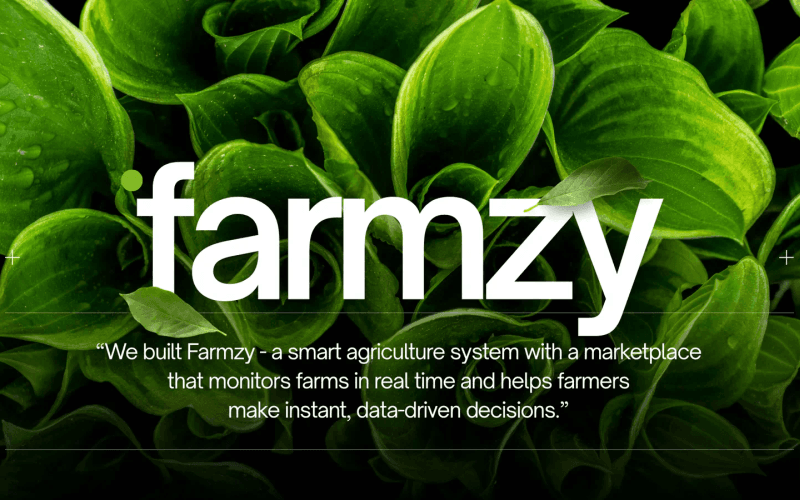 farmzy
“We built Farmzy - a smart agriculture system with a marketplace
that monitors farms in real time and helps farmers
make instant, data-driven decisions.”